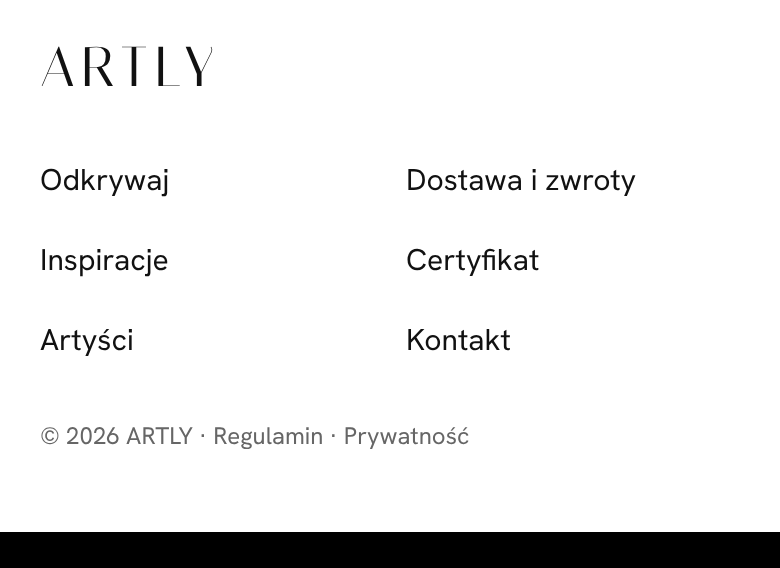 ARTLY
Odkrywaj
Dostawa i zwroty
Inspiracje
Certyfikat
Artyści
Kontakt
© 2026 ARTLY · Regulamin · Prywatność